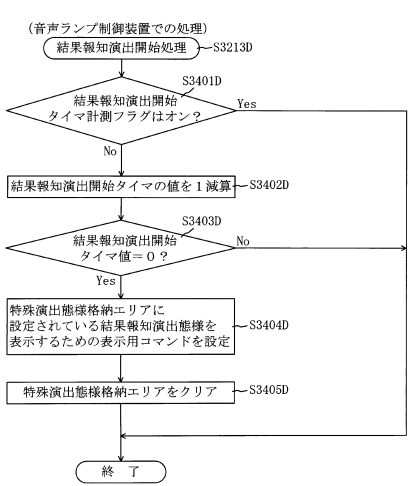 (音声ランプ制御装置での処理)
結果報知演出開始処理 S3213D
S3401D
結果報知演出開始
タイマ計測フラグはオン?
Yes
No
結果報知演出開始タイマの値を1減算 S3402D
S3403D
結果報知演出開始
タイマ値=0?
No
Yes
特殊演出態様格納エリアに
設定されている結果報知演出態様を
表示するための表示用コマンドを設定
S3404D
特殊演出態様格納エリアをクリア S3405D
終了